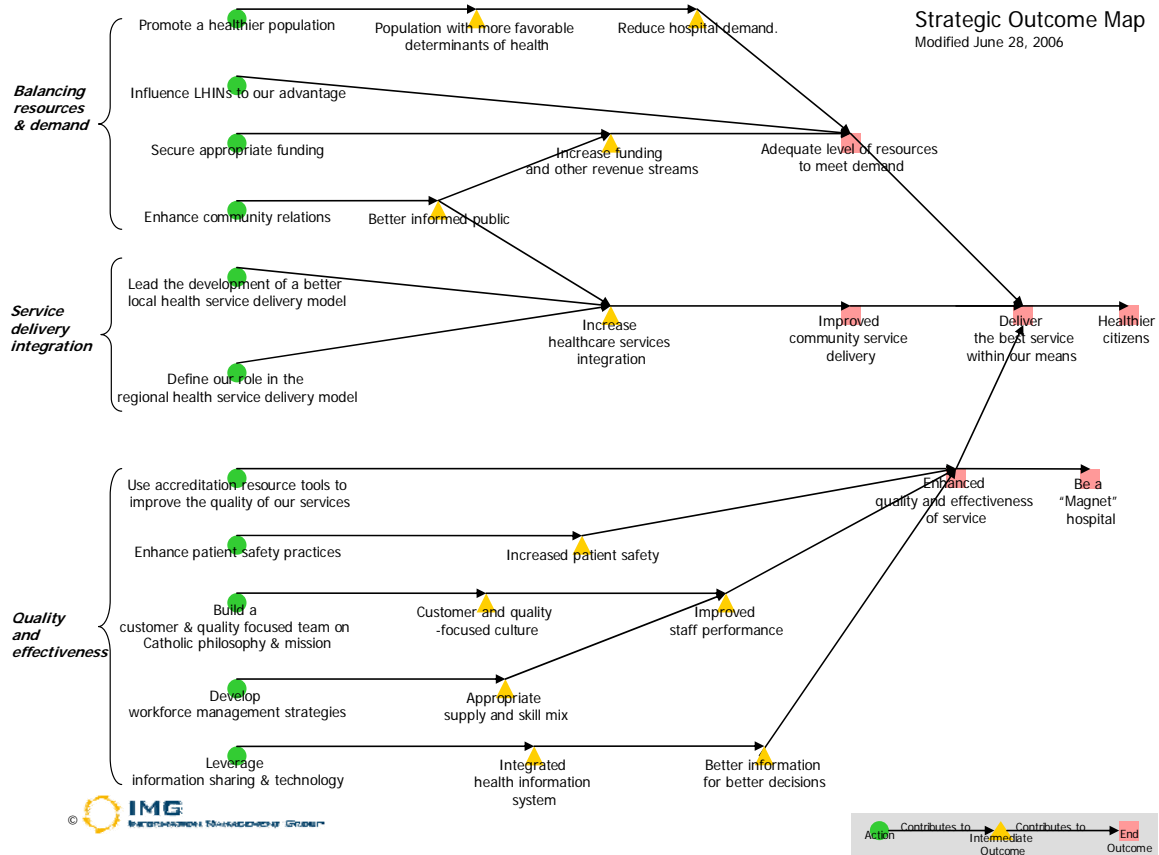 Strategic Outcome Map
Modified June 28, 2006
Balancing
resources
& demand
Promote a healthier population
Population with more favorable
determinants of health
Reduce hospital demand.
Influence LHINs to our advantage
Secure appropriate funding
Increase funding
and other revenue streams
Adequate level of resources
to meet demand
Enhance community relations
Better informed public
Service
delivery
integration
Lead the development of a better
local health service delivery model
Define our role in the
regional health service delivery model
Increase
healthcare services
integration
Improved
community service
delivery
Deliver
the best service
within our means
Healthier
citizens
Quality
and
effectiveness
Use accreditation resource tools to
improve the quality of our services
Enhanced
quality and effectiveness
of service
Be a
“Magnet”
hospital
Enhance patient safety practices
Increased patient safety
Build a
customer & quality focused team on
Catholic philosophy & mission
Customer and quality
-focused culture
Improved
staff performance
Develop
workforce management strategies
Appropriate
supply and skill mix
Leverage
information sharing & technology
Integrated
health information
system
Better information
for better decisions
© IMG
Information Management Group
Action
Contributes to
Intermediate
Outcome
Contributes to
End
Outcome